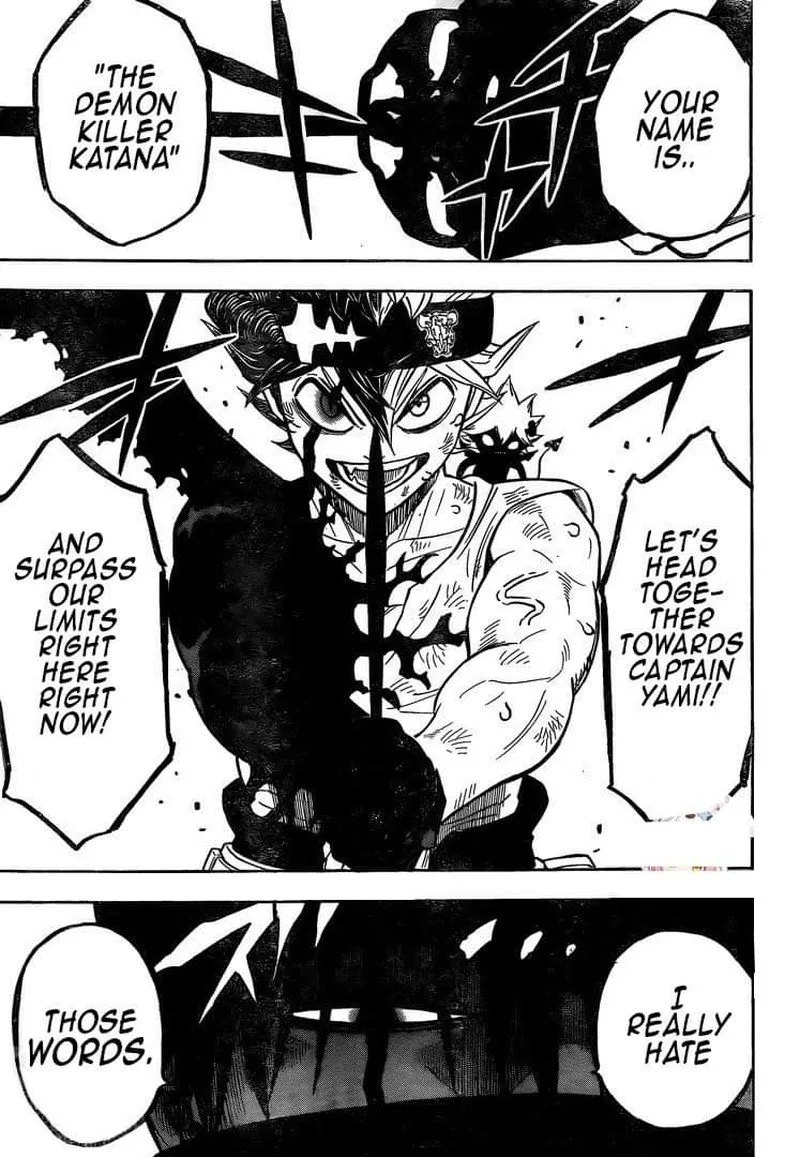 YOUR
NAME
IS..
"THE
DEMON
KILLER
KATANA"
LET'S
HEAD
TOGE-
THER
TOWARDS
CAPTAIN
YAMI!!
AND
SURPASS
OUR
LIMITS
RIGHT
HERE
RIGHT
NOW!
I
REALLY
HATE
THOSE
WORDS.